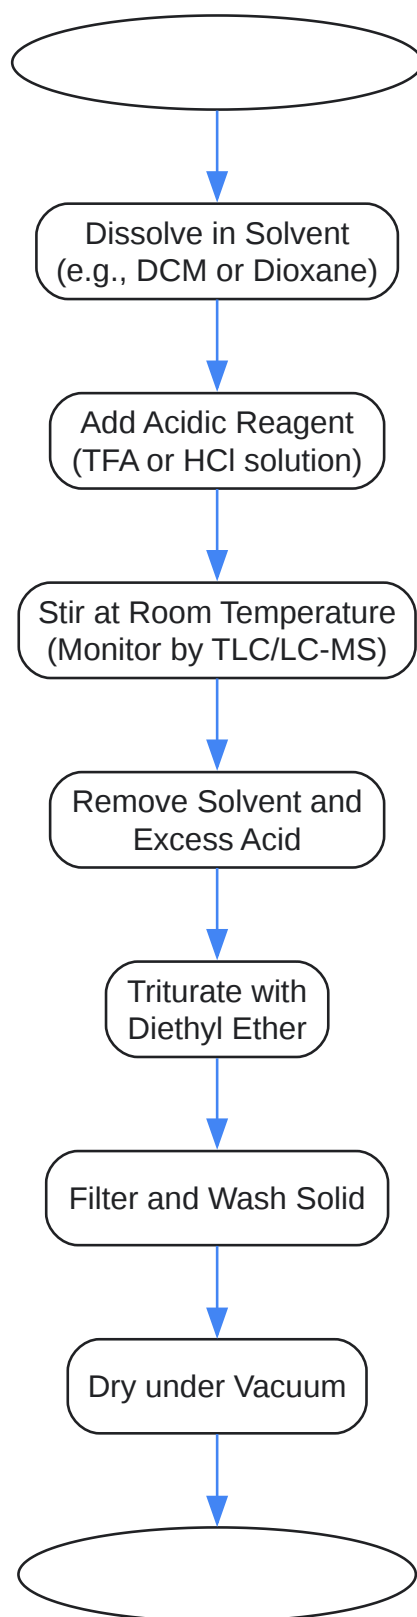 Dissolve in Solvent
(e.g., DCM or Dioxane)
Add Acidic Reagent
(TFA or HCl solution)
Stir at Room Temperature
(Monitor by TLC/LC-MS)
Remove Solvent and
Excess Acid
Triturate with
Diethyl Ether
Filter and Wash Solid
Dry under Vacuum